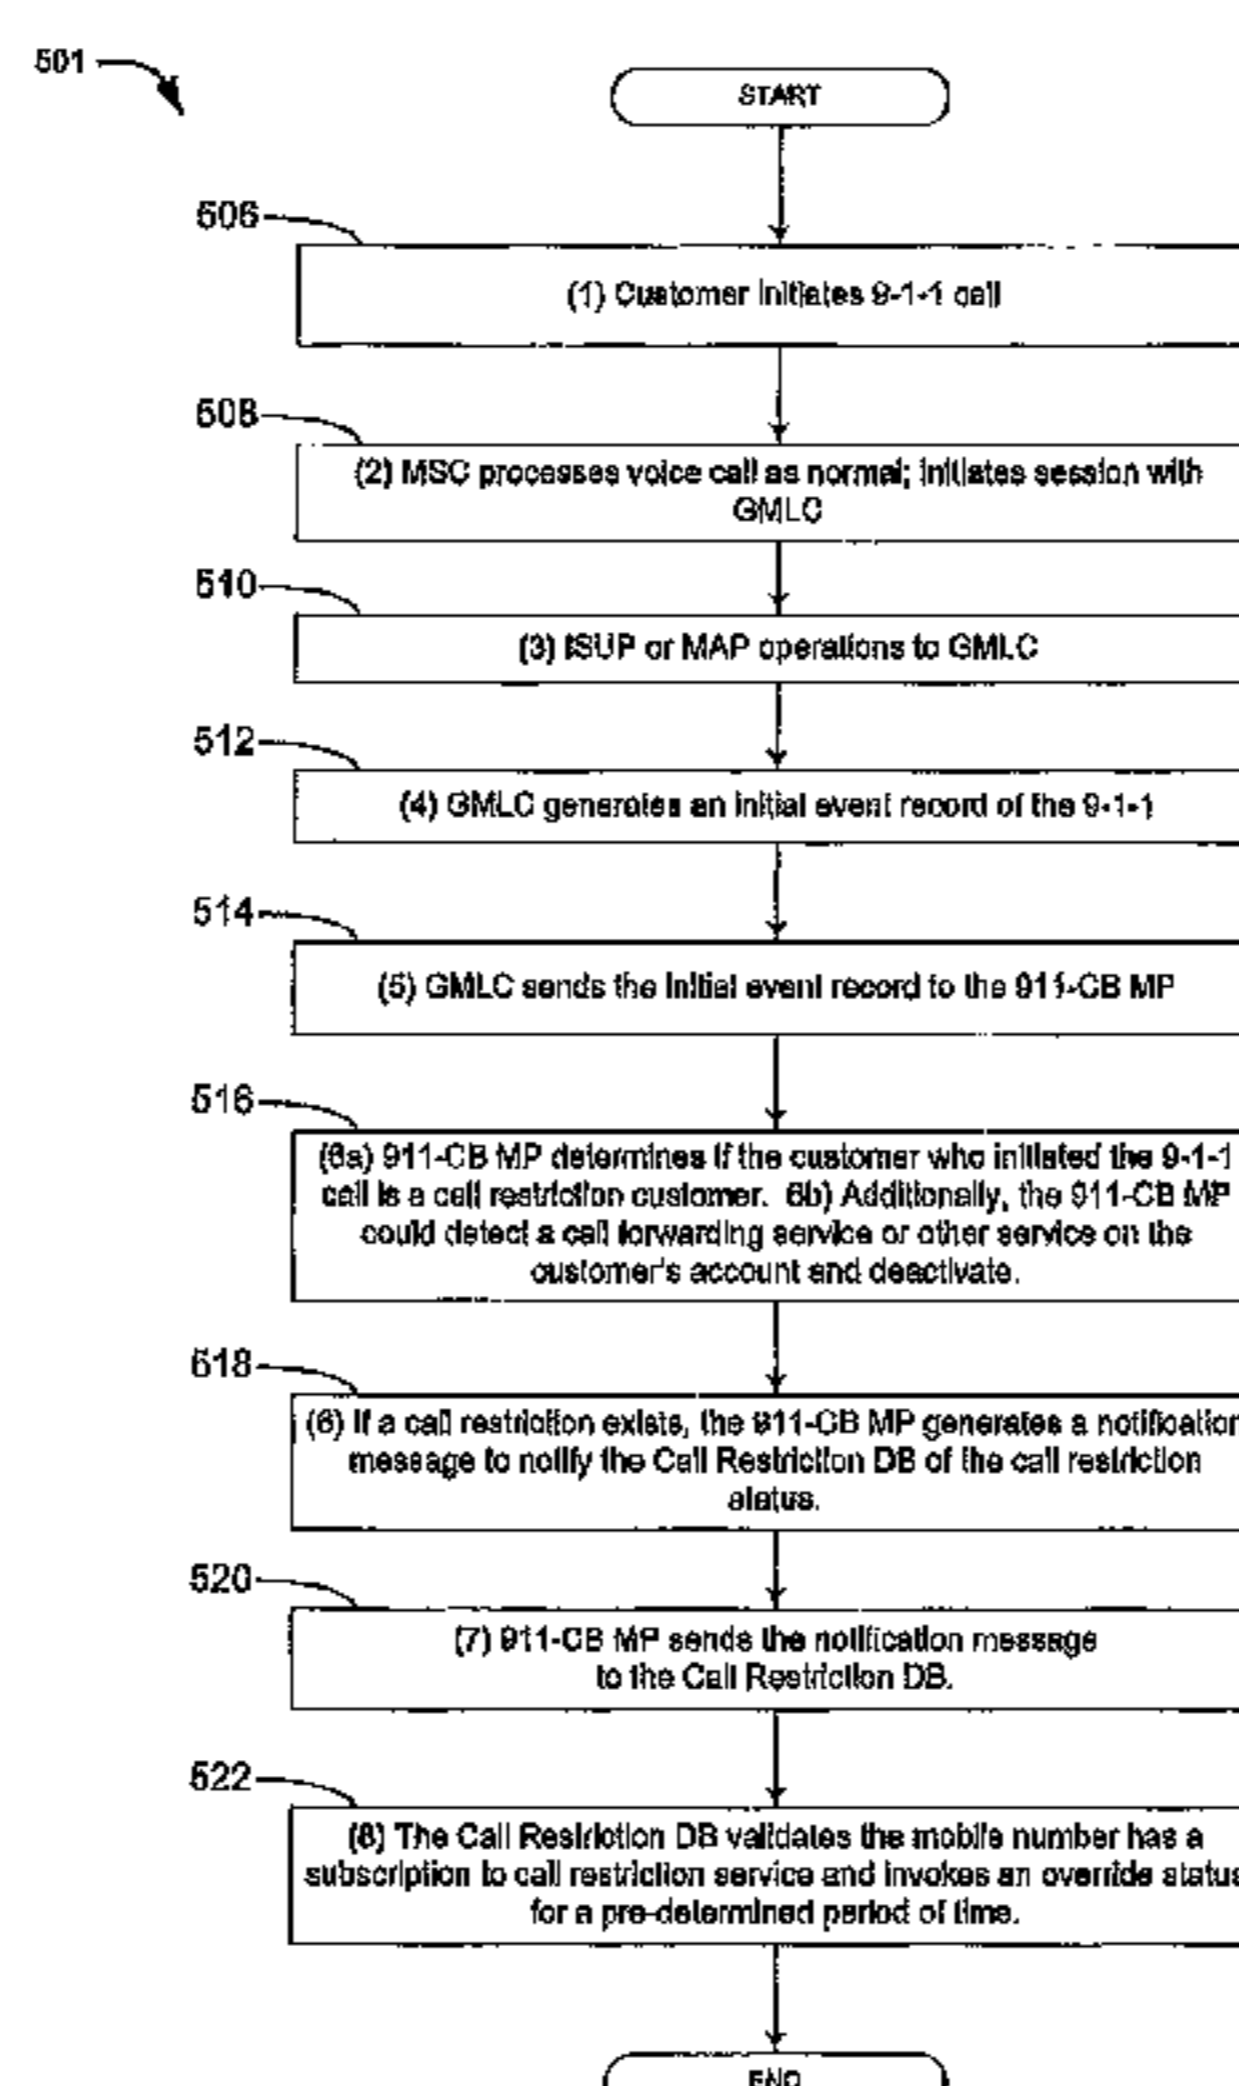 501
START
506
(1) Customer initiates 9-1-1 call
508
(2) MSC processes voice call as normal; initiates session with
GMLC
510
(3) ISUP or MAP operations to GMLC
512
(4) GMLC generates an initial event record of the 9-1-1
514
(5) GMLC sends the initial event record to the 911-CB MP
516
(6a) 911-CB MP determines if the customer who initiated the 9-1-1
call is a call restriction customer. 6b) Additionally, the 911-CB MP
could detect a call forwarding service or other service on the
customer's account and deactivate.
518
(6) If a call restriction exists, the 911-CB MP generates a notification
message to notify the Call Restriction DB of the call restriction
status.
520
(7) 911-CB MP sends the notification message
to the Call Restriction DB.
522
(8) The Call Restriction DB validates the mobile number has a
subscription to call restriction service and invokes an override status
for a pre-determined period of time.
END